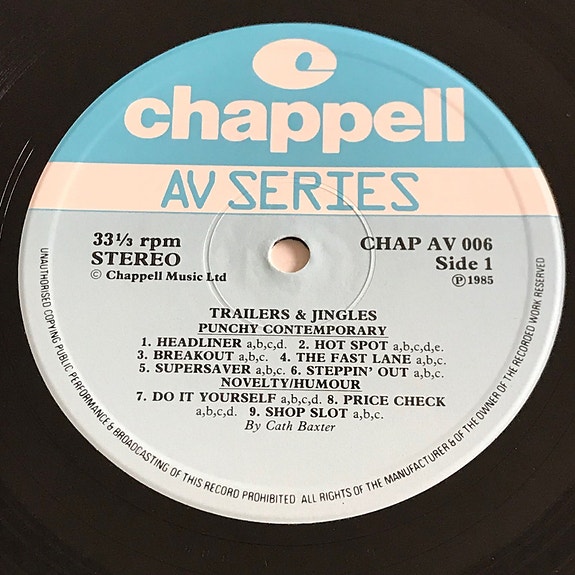 chappell
AV SERIES
33⅓ rpm
STEREO
© Chappell Music Ltd
CHAP AV 006
Side 1
Ⓟ1985
TRAILERS & JINGLES
PUNCHY CONTEMPORARY
1. HEADLINER a,b,c,d. 2. HOT SPOT a,b,c,d,e.
3. BREAKOUT a,b,c. 4. THE FAST LANE a,b,c.
5. SUPERSAVER a,b,c. 6. STEPPIN' OUT a,b,c.
NOVELTY/HUMOUR
7. DO IT YOURSELF a,b,c,d. 8. PRICE CHECK
a,b,c,d. 9. SHOP SLOT a,b,c.
By Cath Baxter
UNAUTHORISED COPYING PUBLIC PERFORMANCE & BROADCASTING OF THIS RECORD PROHIBITED ALL RIGHTS OF THE MANUFACTURER & OF THE OWNER OF THE RECORDED WORK RESERVED